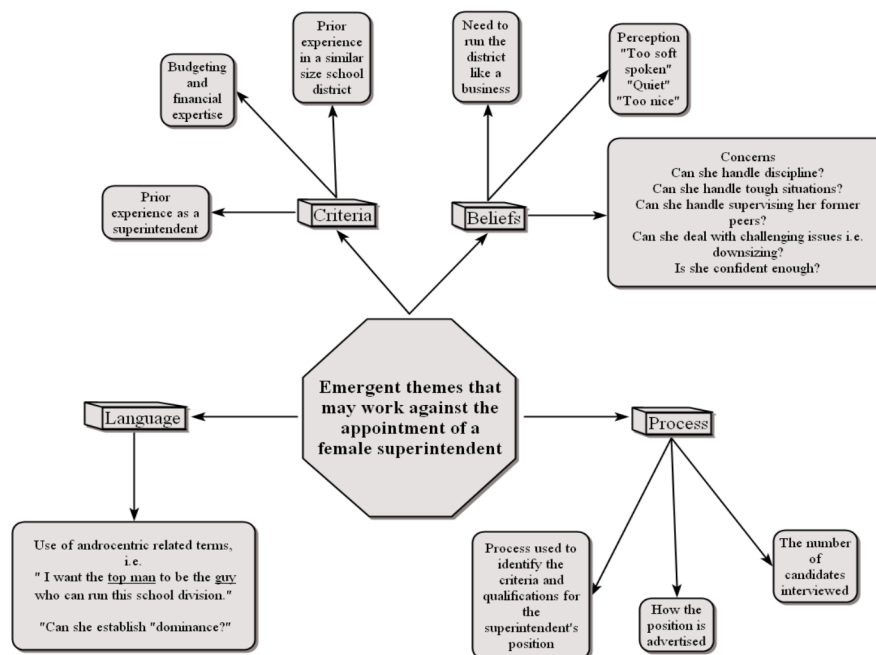 Prior
experience
in a similar
size school
district
Need to
run the
district
like a
business
Perception
"Too soft
spoken"
"Quiet"
"Too nice"
Budgeting
and
financial
expertise
Prior
experience as a
superintendent
Criteria
Beliefs
Concerns
Can she handle discipline?
Can she handle tough situations?
Can she handle supervising her former
peers?
Can she deal with challenging issues i.e.
downsizing?
Is she confident enough?
Emergent themes that
may work against the
appointment of a
female superintendent
Language
Process
Use of androcentric related terms,
i.e.
" I want the top man to be the guy
who can run this school division."
"Can she establish "dominance?"
Process used to
identify the
criteria and
qualifications for
the
superintendent's
position
How the
position is
advertised
The number
of
candidates
interviewed